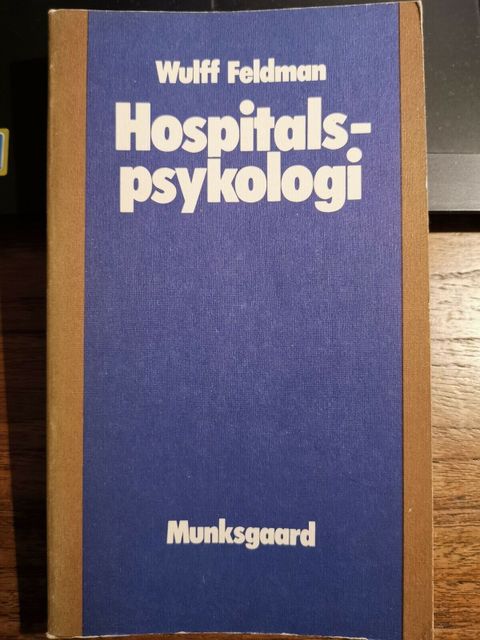 Wulff Feldman
Hospitals-
psykologi
Munksgaard